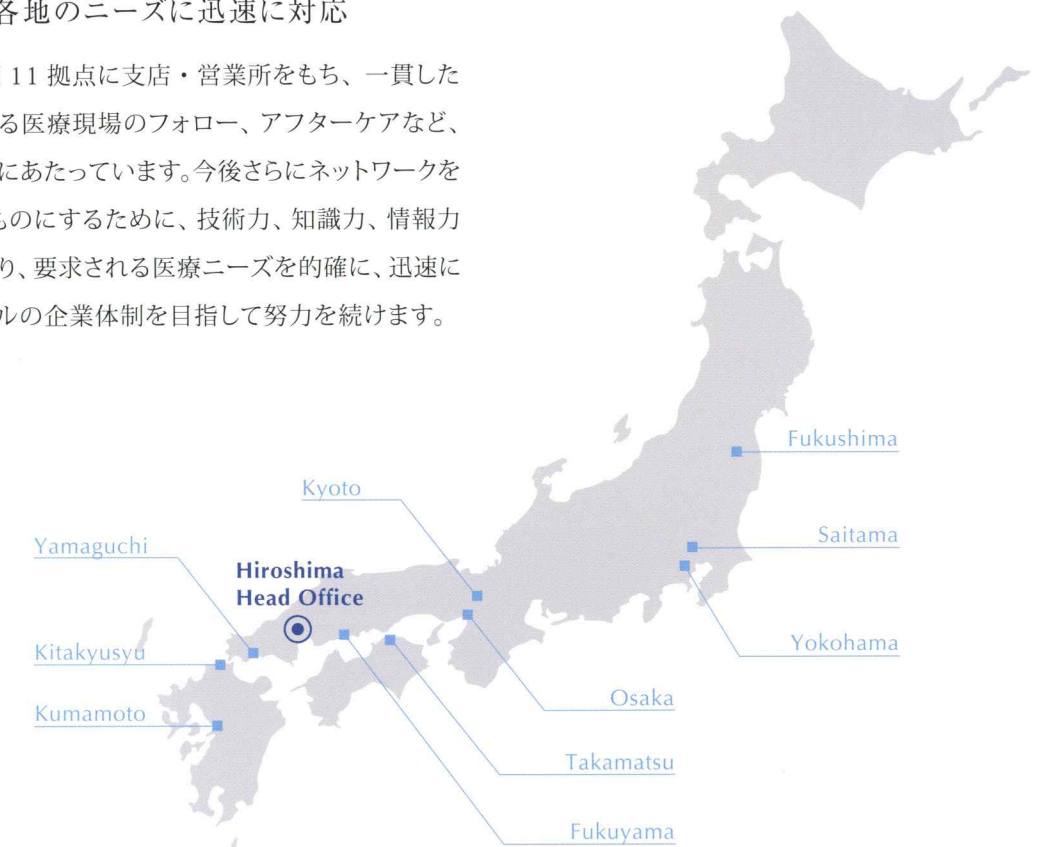 各地のニーズに迅速に対応
11 拠点に支店・営業所をもち、一貫した
る医療現場のフォロー、アフターケアなど、
にあたっています。今後さらにネットワークを
ものにするために、技術力、知識力、情報力
り、要求される医療ニーズを的確に、迅速に
ルの企業体制を目指して努力を続けます。
Fukushima
Kyoto
Saitama
Yamaguchi
Hiroshima
Head Office
Yokohama
Kitakyusyu
Osaka
Kumamoto
Takamatsu
Fukuyama